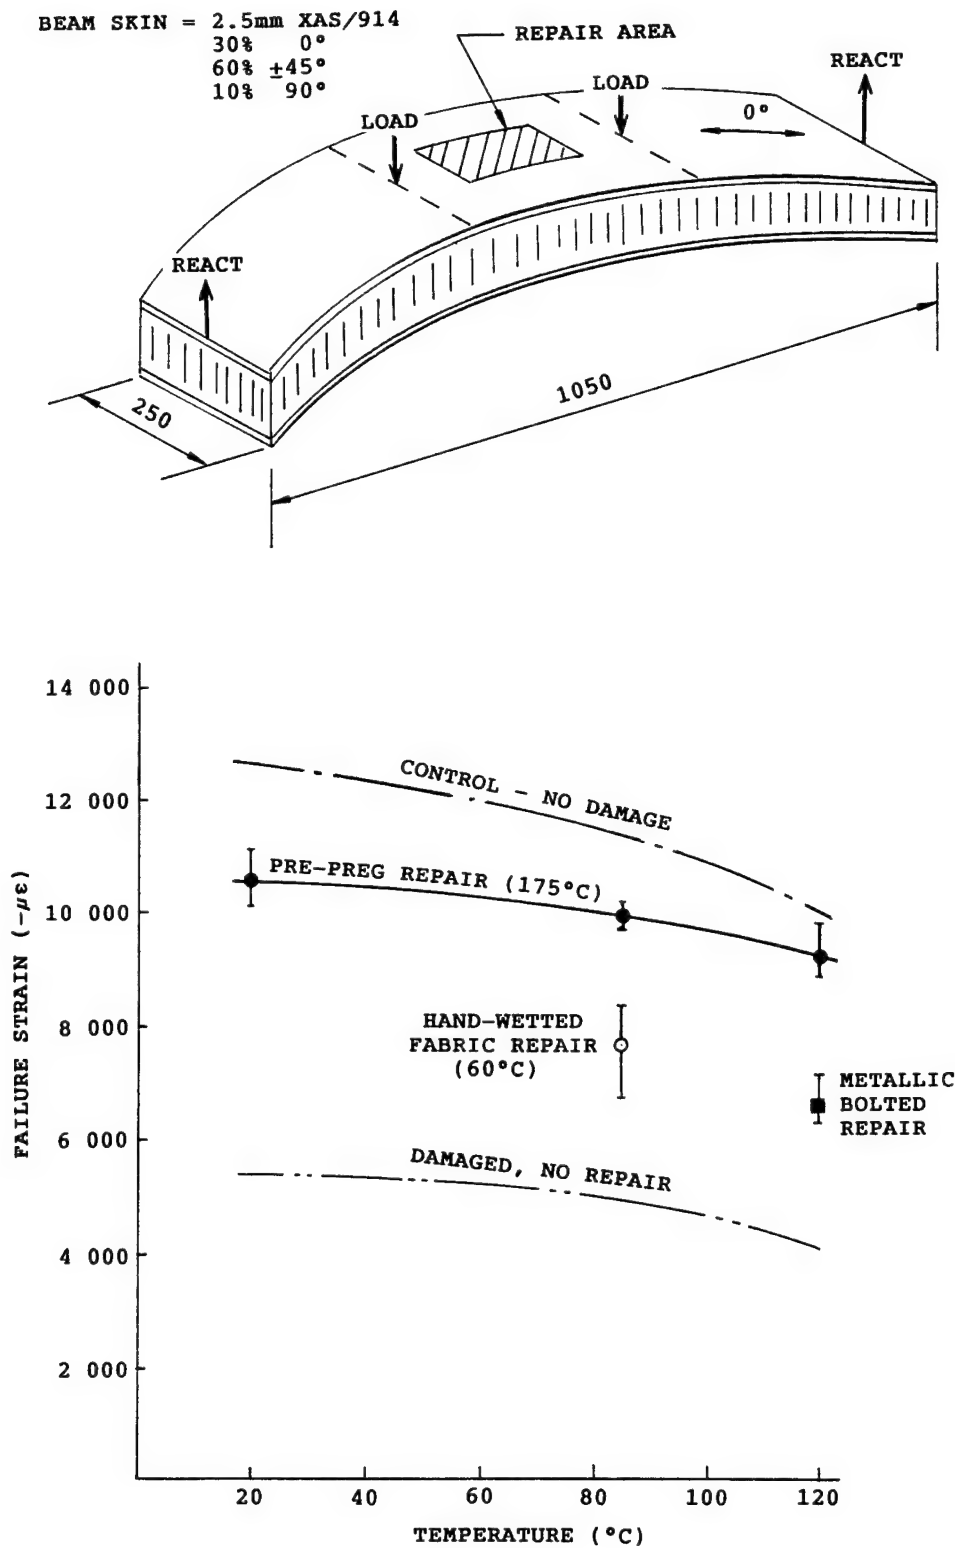 BEAM SKIN = 2.5mm XAS/914
30% 0°
60% ±45°
10% 90°
REPAIR AREA
REACT
LOAD
0°
LOAD
REACT
250
1050
14 000
12 000
10 000
8 000
6 000
4 000
2 000
FAILURE STRAIN (-με)
CONTROL - NO DAMAGE
PRE-PREG REPAIR (175°C)
HAND-WETTED
FABRIC REPAIR
(60°C)
METALLIC
BOLTED
REPAIR
DAMAGED, NO REPAIR
20 40 60 80 100 120
TEMPERATURE (°C)